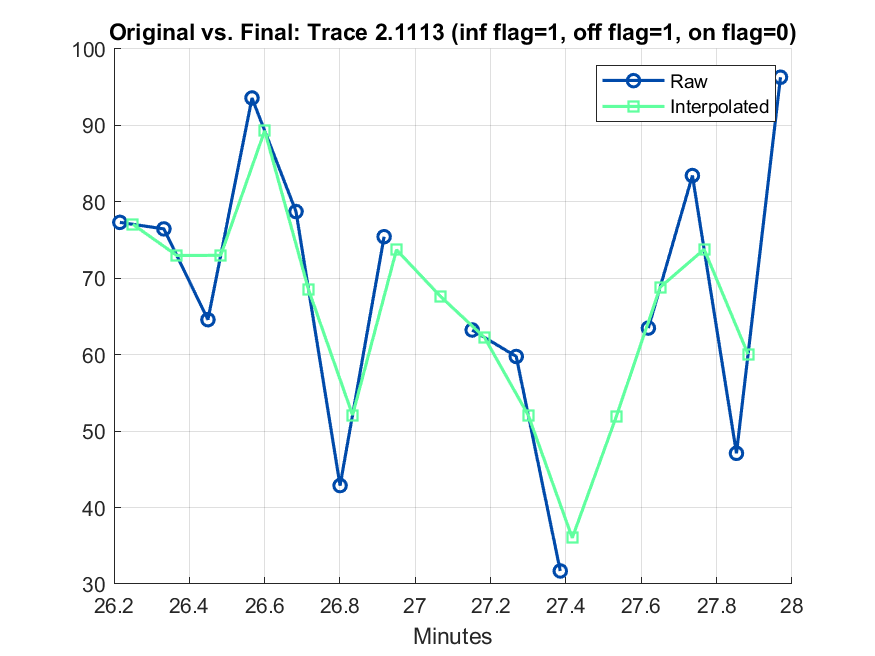 Original vs. Final: Trace 2.1113 (inf flag=1, off flag=1, on flag=0)
100
90
80
70
60
50
40
30
Raw
Interpolated
26.2 26.4 26.6 26.8 27 27.2 27.4 27.6 27.8 28
Minutes